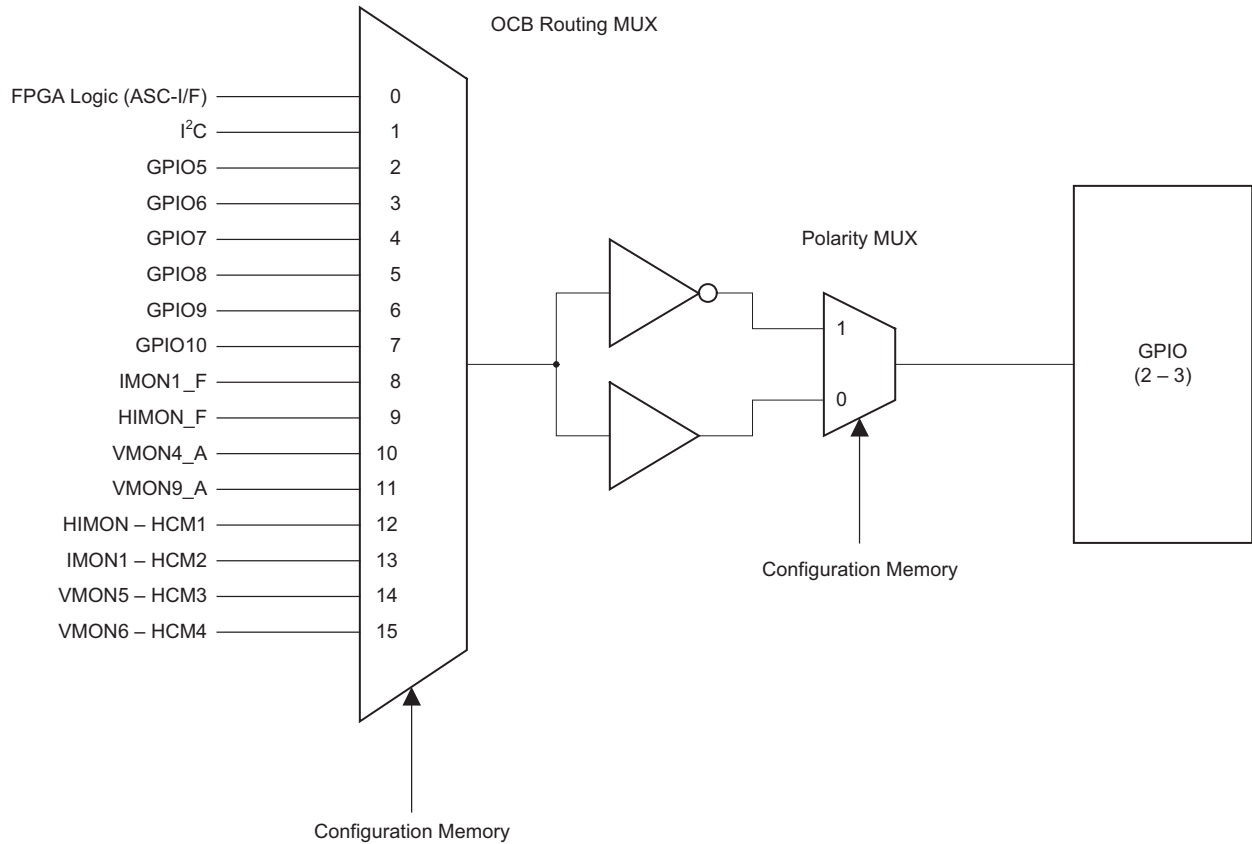 OCB Routing MUX
FPGA Logic (ASC-I/F)
0
I²C
1
GPIO5
2
GPIO6
3
GPIO7
4
GPIO8
5
GPIO9
6
GPIO10
7
IMON1_F
8
HIMON_F
9
VMON4_A
10
VMON9_A
11
HIMON – HCM1
12
IMON1 – HCM2
13
VMON5 – HCM3
14
VMON6 – HCM4
15
Configuration Memory
Polarity MUX
1
0
Configuration Memory
GPIO
(2 – 3)